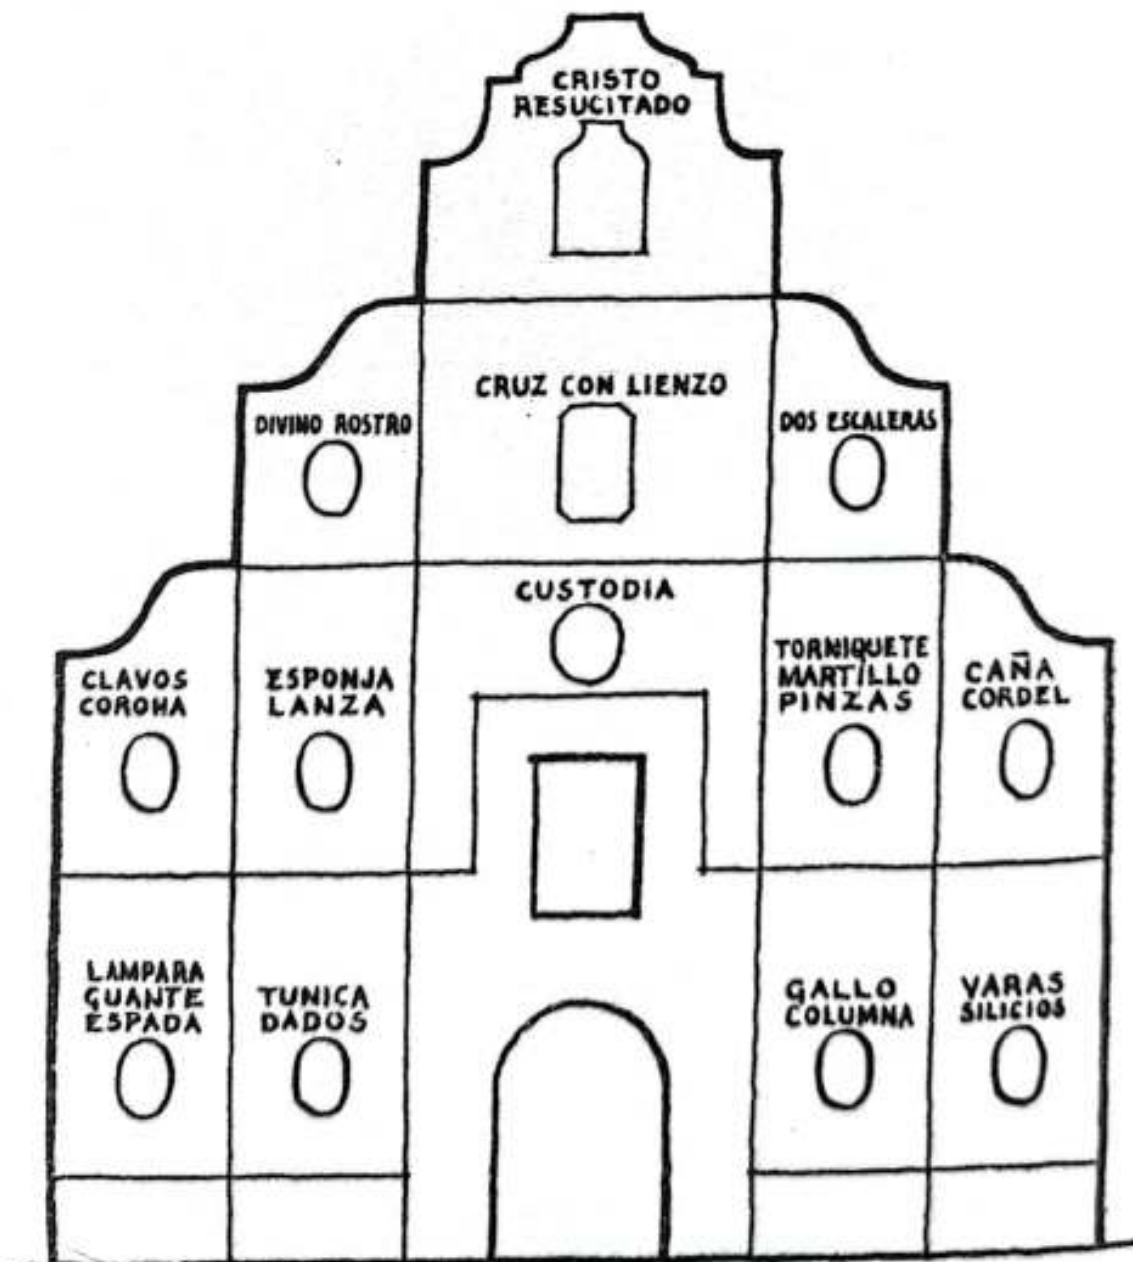 CRISTO
RESUCITADO
CRUZ CON LIENZO
DIVINO ROSTRO
DOS ESCALERAS
CUSTODIA
CLAVOS
CORONA
ESPONJA
LANZA
TORNIQUETE
MARTILLO
PINZAS
CAÑA
CORDEL
LAMPARA
GUANTE
ESPADA
TUNICA
DADOS
GALLO
COLUMNA
VARAS
SILICIOS